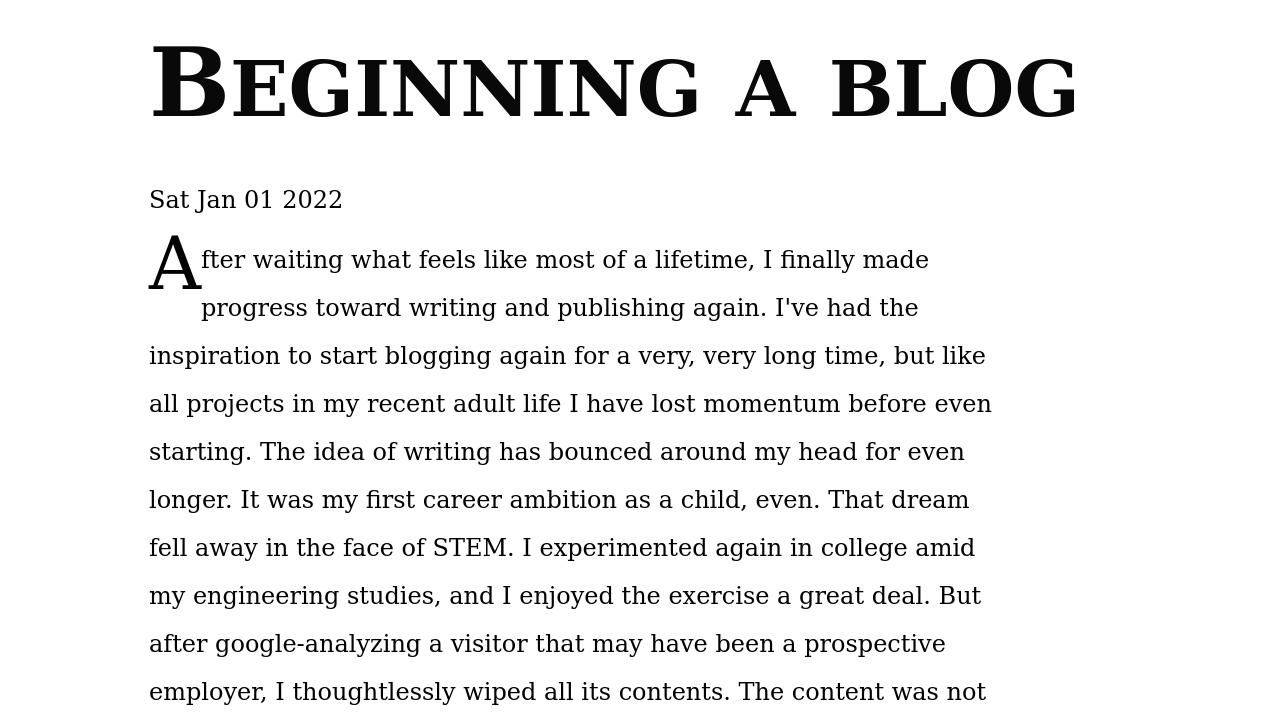 Beginning a blog
Sat Jan 01 2022
After waiting what feels like most of a lifetime, I finally made
progress toward writing and publishing again. I've had the
inspiration to start blogging again for a very, very long time, but like
all projects in my recent adult life I have lost momentum before even
starting. The idea of writing has bounced around my head for even
longer. It was my first career ambition as a child, even. That dream
fell away in the face of STEM. I experimented again in college amid
my engineering studies, and I enjoyed the exercise a great deal. But
after google-analyzing a visitor that may have been a prospective
employer, I thoughtlessly wiped all its contents. The content was not